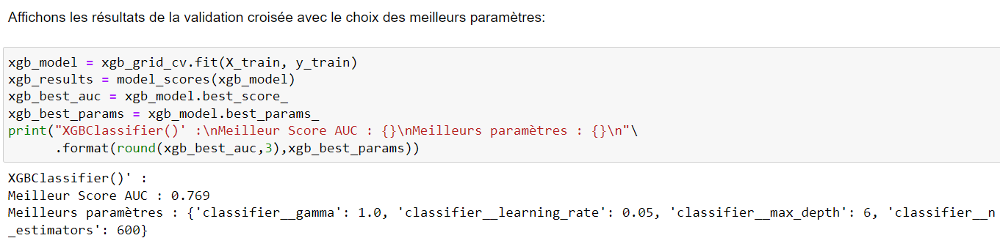 Affichons les résultats de la validation croisée avec le choix des meilleurs paramètres:
xgb_model = xgb_grid_cv.fit(X_train, y_train)
xgb_results = model_scores(xgb_model)
xgb_best_auc = xgb_model.best_score_
xgb_best_params = xgb_model.best_params_
print("XGBClassifier()' :\nMeilleur Score AUC : {}\nMeilleurs paramètres : {}\n"\
      .format(round(xgb_best_auc,3),xgb_best_params))
XGBClassifier()' :
Meilleur Score AUC : 0.769
Meilleurs paramètres : {'classifier__gamma': 1.0, 'classifier__learning_rate': 0.05, 'classifier__max_depth': 6, 'classifier__n
_estimators': 600}